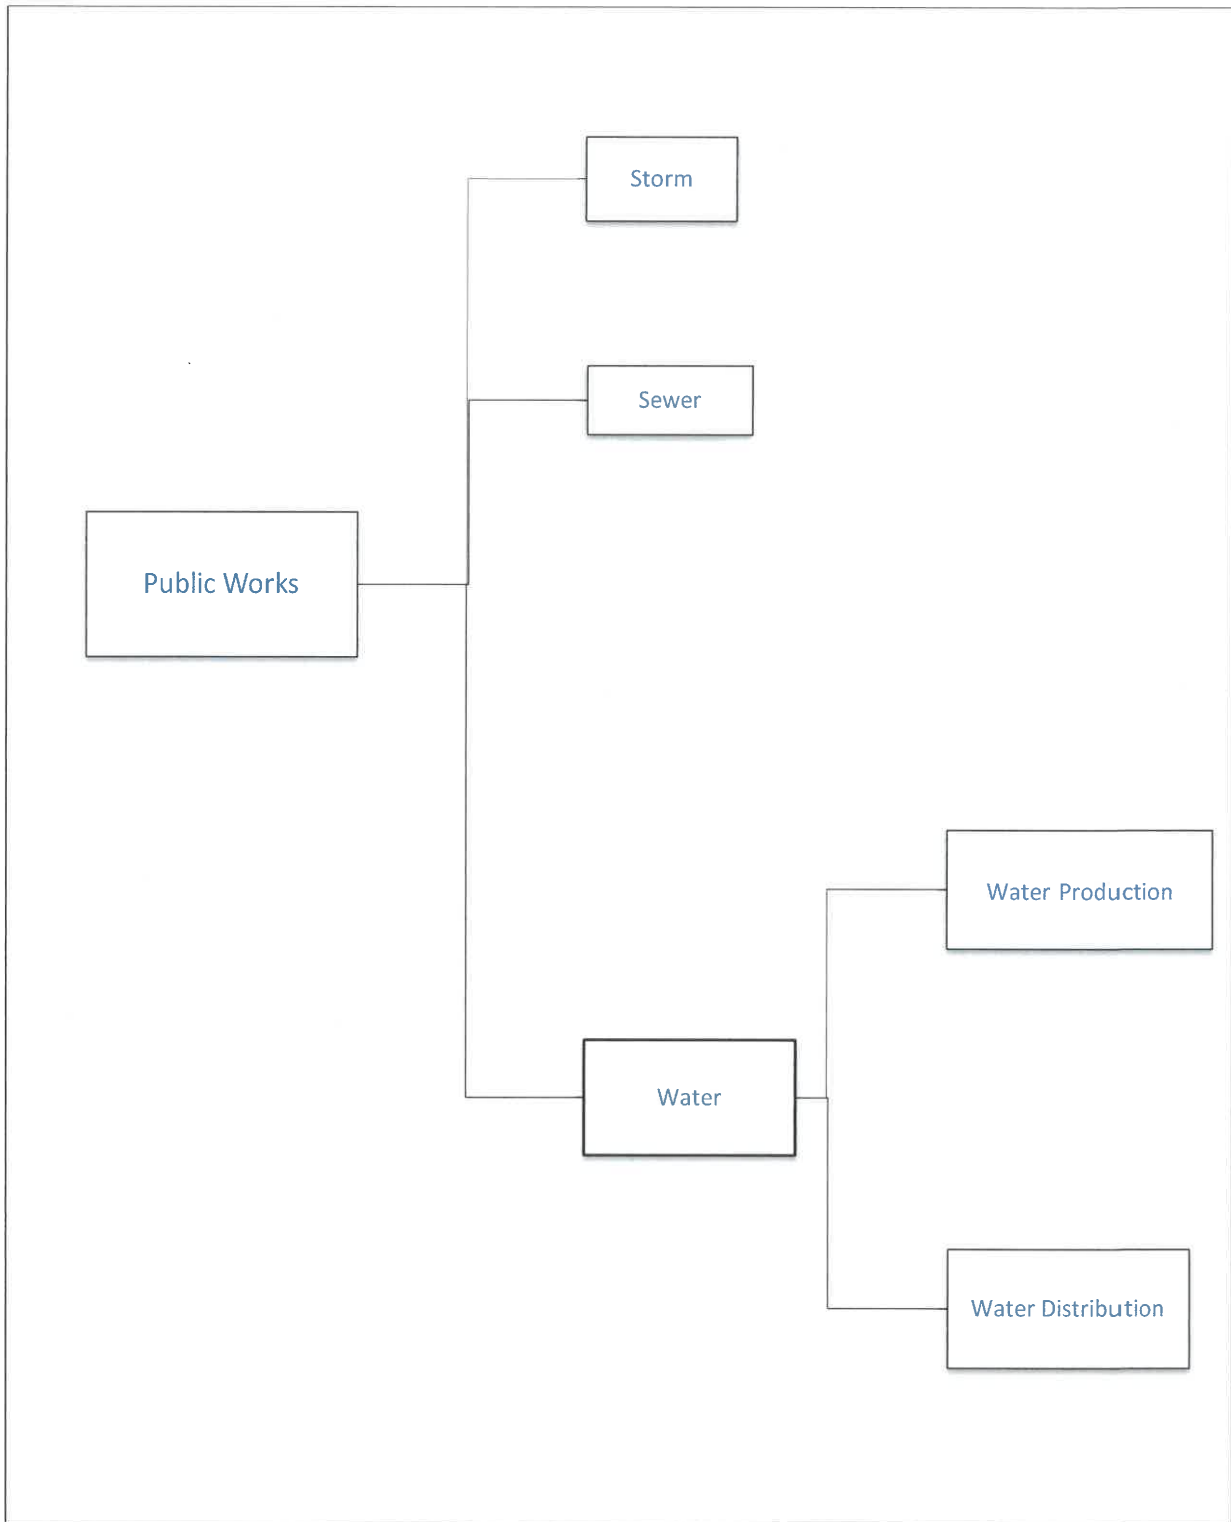 Storm
Sewer
Public Works
Water Production
Water
Water Distribution